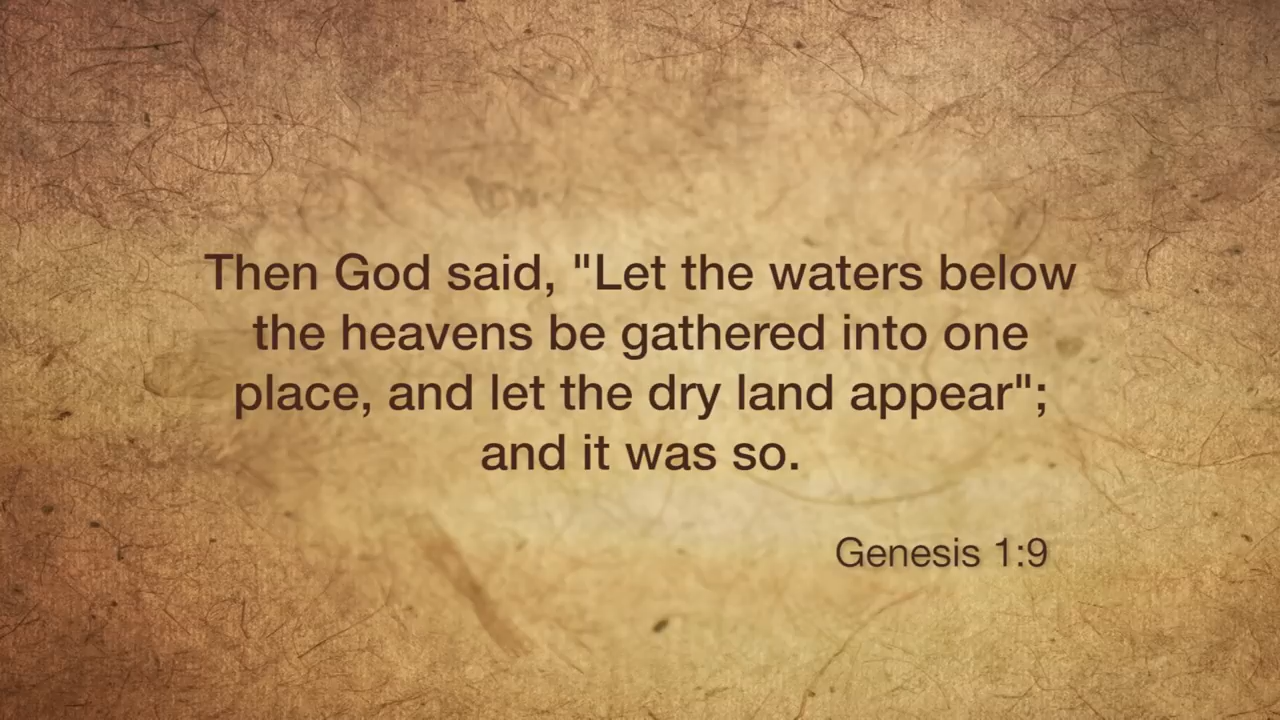 Then God said, "Let the waters below
the heavens be gathered into one
place, and let the dry land appear";
and it was so.
Genesis 1:9